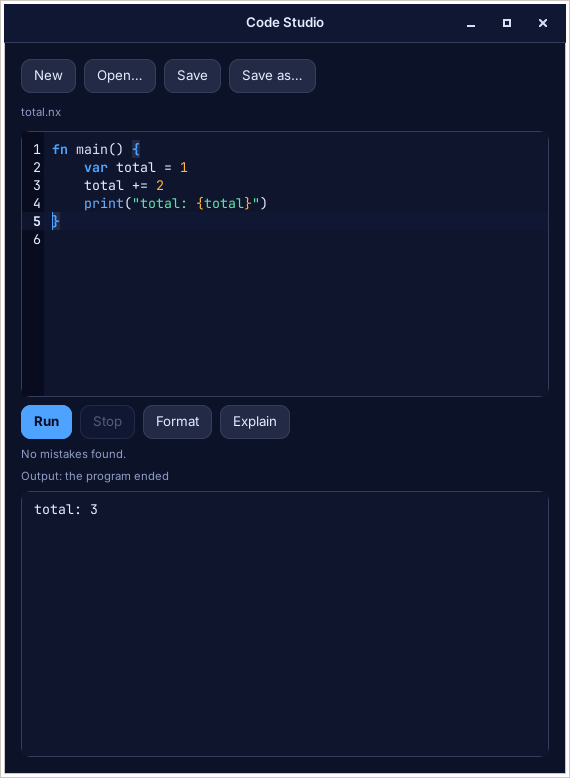 Code Studio
New Open... Save Save as...
total.nx
1 fn main() {
2     var total = 1
3     total += 2
4     print("total: {total}")
5 }
6
Run Stop Format Explain
No mistakes found.
Output: the program ended
total: 3